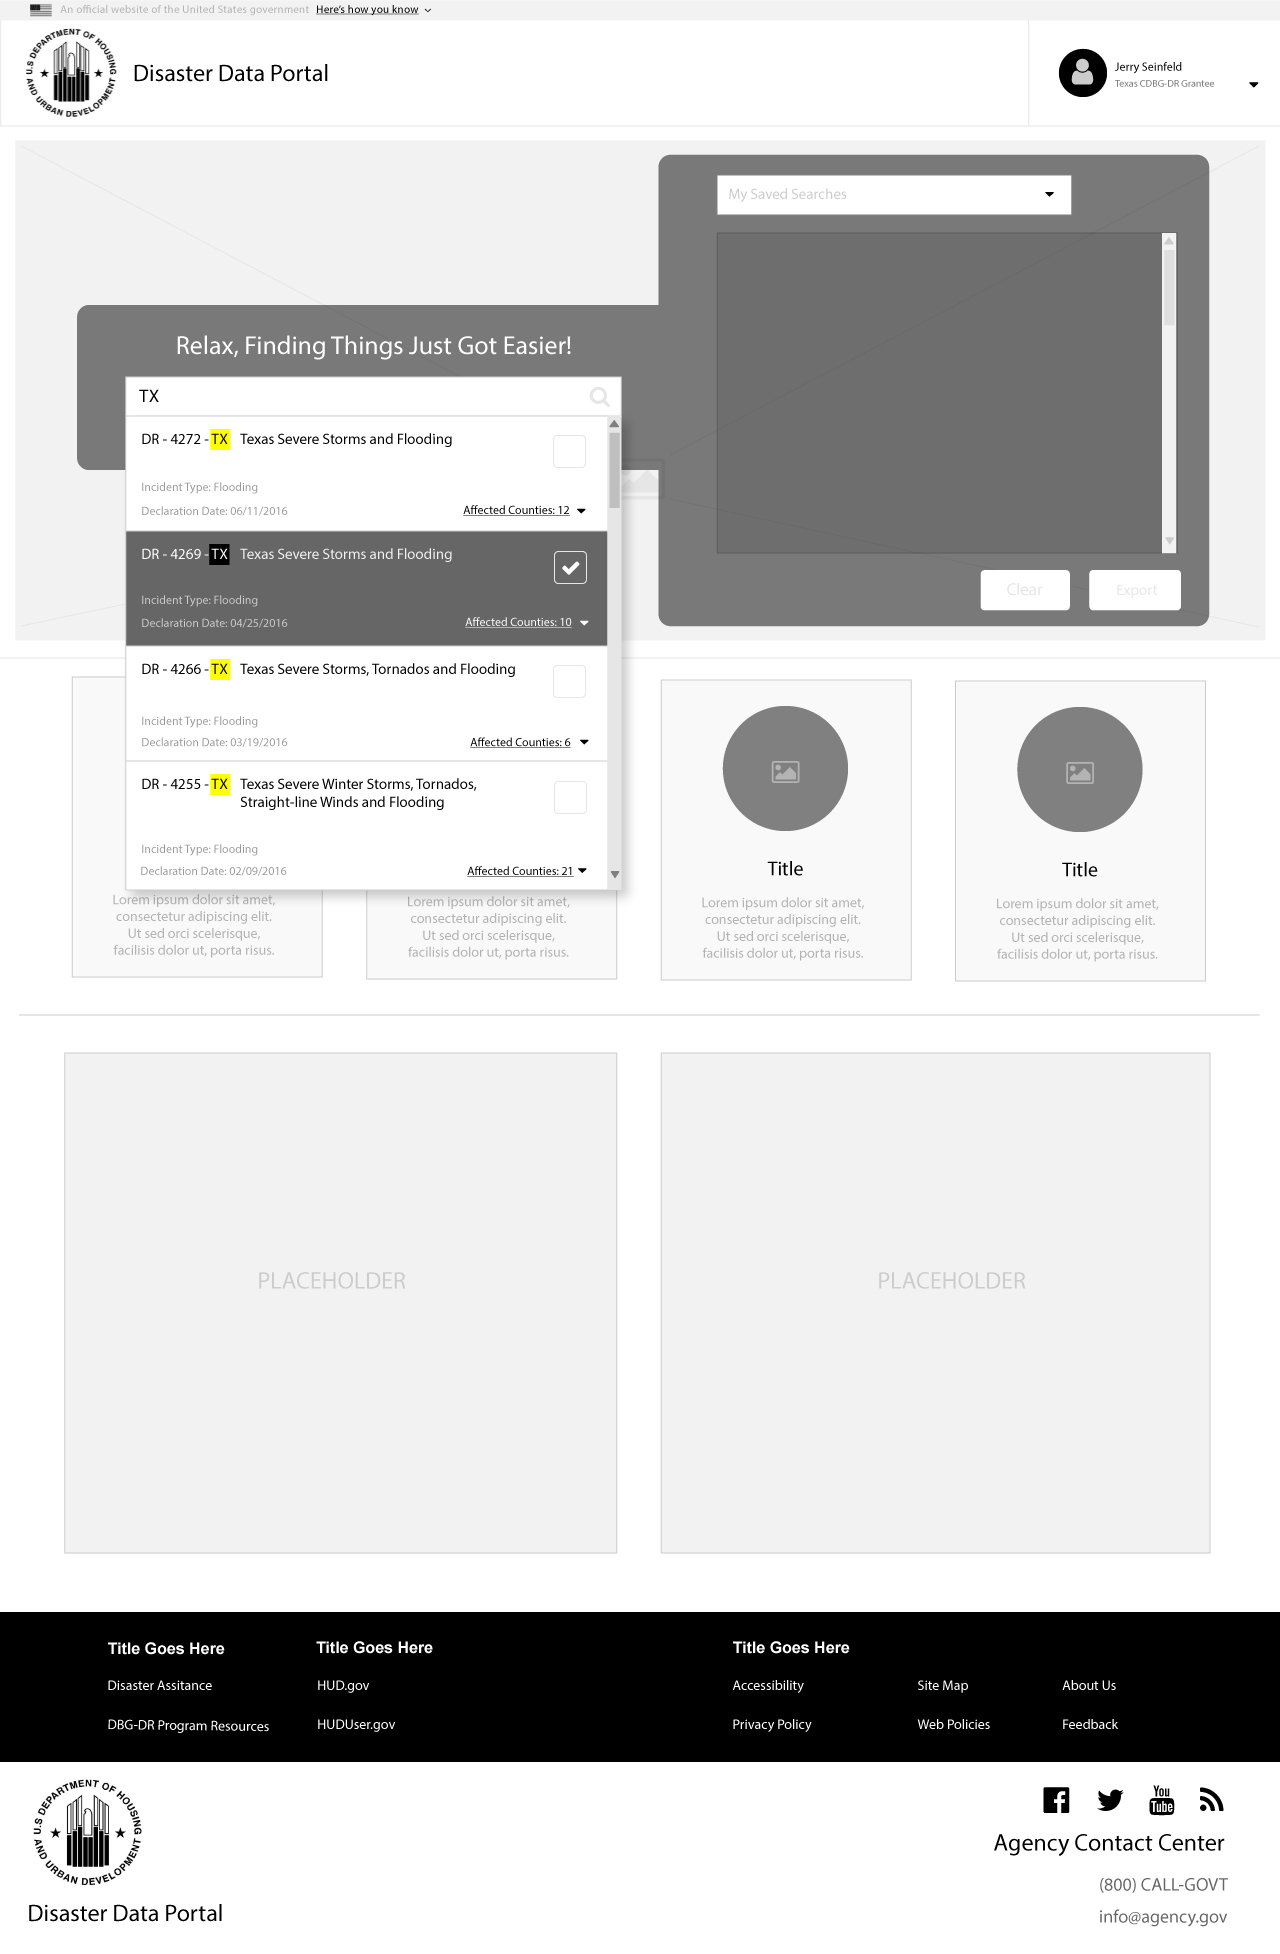 An official website of the United States government Here's how you know
U.S DEPARTMENT OF HOUSING AND URBAN DEVELOPMENT
Disaster Data Portal
Jerry Seinfeld
Texas CDBG-DR Grantee
My Saved Searches
Relax, Finding Things Just Got Easier!
TX
DR - 4272 - TX Texas Severe Storms and Flooding
Incident Type: Flooding
Declaration Date: 06/11/2016 Affected Counties: 12
DR - 4269 - TX Texas Severe Storms and Flooding
Incident Type: Flooding
Declaration Date: 04/25/2016 Affected Counties: 10
DR - 4266 - TX Texas Severe Storms, Tornados and Flooding
Incident Type: Flooding
Declaration Date: 03/19/2016 Affected Counties: 6
DR - 4255 - TX Texas Severe Winter Storms, Tornados,
Straight-line Winds and Flooding
Incident Type: Flooding
Declaration Date: 02/09/2016 Affected Counties: 21
Clear Export
Lorem ipsum dolor sit amet,
consectetur adipiscing elit.
Ut sed orci scelerisque,
facilisis dolor ut, porta risus.
Lorem ipsum dolor sit amet,
consectetur adipiscing elit.
Ut sed orci scelerisque,
facilisis dolor ut, porta risus.
Title
Lorem ipsum dolor sit amet,
consectetur adipiscing elit.
Ut sed orci scelerisque,
facilisis dolor ut, porta risus.
Title
Lorem ipsum dolor sit amet,
consectetur adipiscing elit.
Ut sed orci scelerisque,
facilisis dolor ut, porta risus.
PLACEHOLDER
PLACEHOLDER
Title Goes Here
Disaster Assitance
DBG-DR Program Resources
Title Goes Here
HUD.gov
HUDUser.gov
Title Goes Here
Accessibility Site Map About Us
Privacy Policy Web Policies Feedback
U.S DEPARTMENT OF HOUSING AND URBAN DEVELOPMENT
Disaster Data Portal
You
Tube
Agency Contact Center
(800) CALL-GOVT
info@agency.gov